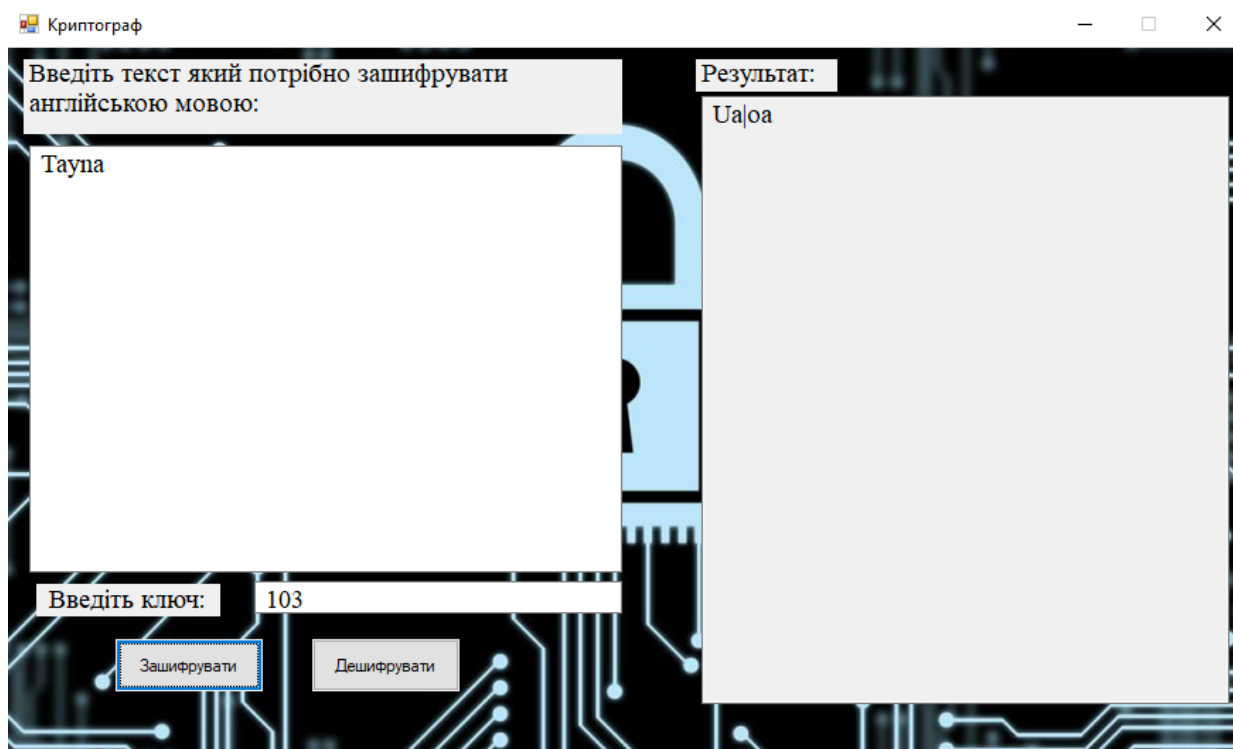 Криптограф
Введіть текст який потрібно зашифрувати
англійською мовою:
Tayna
Введіть ключ:
103
Зашифрувати
Дешифрувати
Результат:
Ua|oa